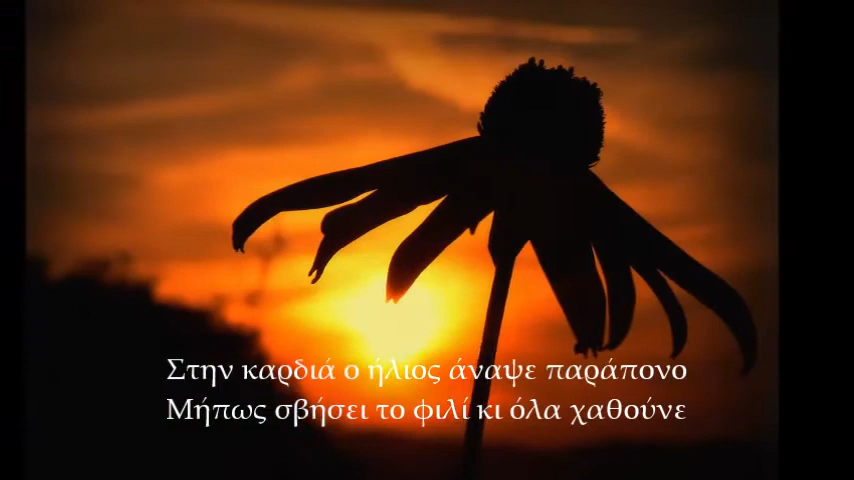 Στην καρδιά ο ήλιος άναψε παράπονο
Μήπως σβήσει το φιλί κι όλα χαθούνε